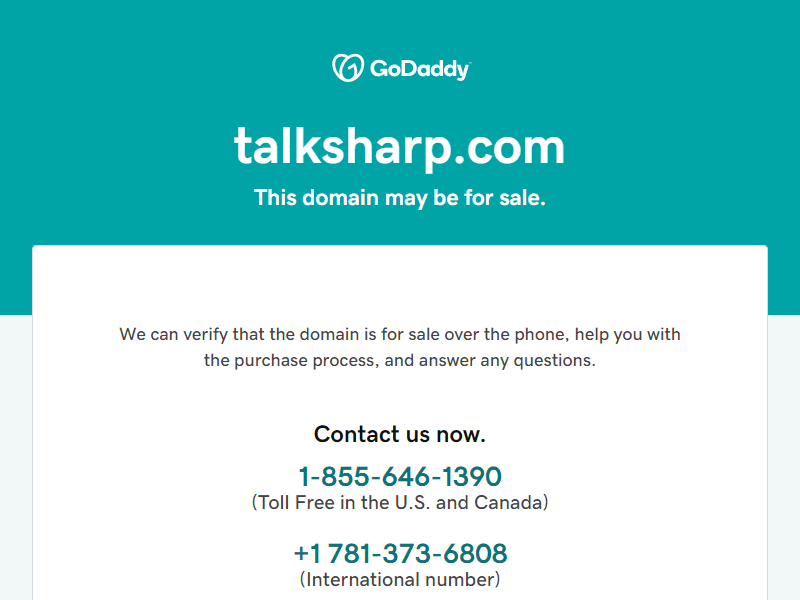 GoDaddy
talksharp.com
This domain may be for sale.
We can verify that the domain is for sale over the phone, help you with
the purchase process, and answer any questions.
Contact us now.
1-855-646-1390
(Toll Free in the U.S. and Canada)
+1 781-373-6808
(International number)